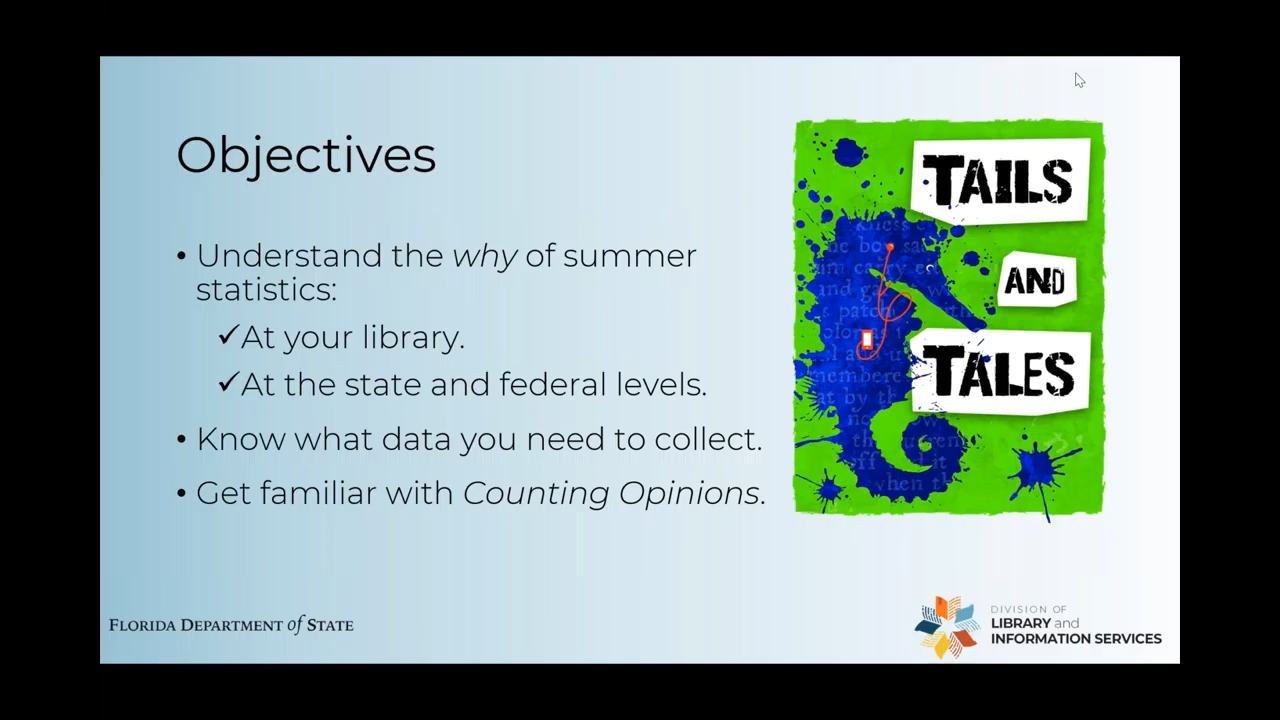 Objectives
• Understand the why of summer
statistics:
✓At your library.
✓At the state and federal levels.
• Know what data you need to collect.
• Get familiar with Counting Opinions.
TAILS
AND
TALES
FLORIDA DEPARTMENT of STATE
DIVISION OF
LIBRARY and
INFORMATION SERVICES